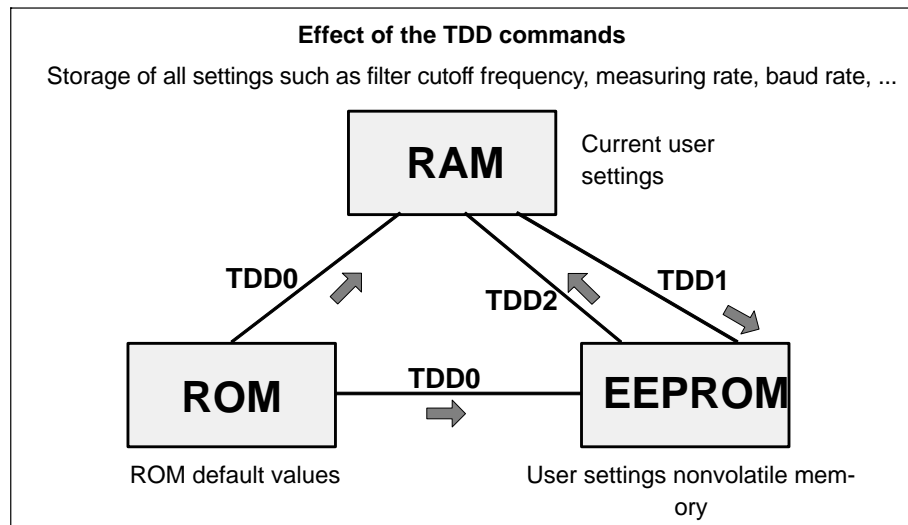 Effect of the TDD commands
Storage of all settings such as filter cutoff frequency, measuring rate, baud rate, ...
RAM
Current user
settings
TDD0
TDD2
TDD1
ROM
TDD0
EEPROM
ROM default values
User settings nonvolatile mem-
ory